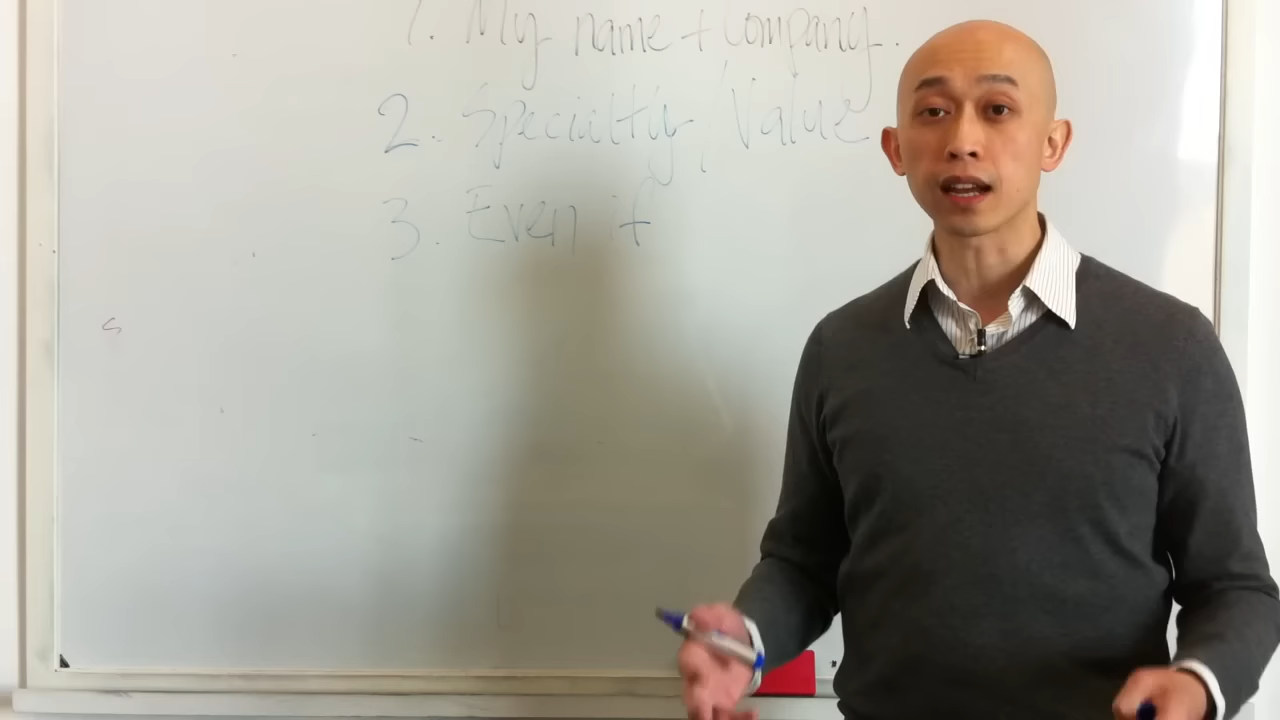 1. My name + Company.
2. Specialty / Value
3. Even if
s